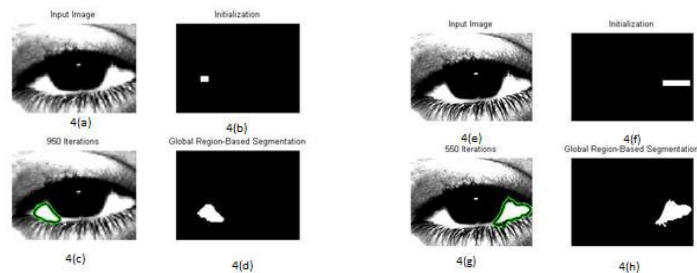 Input Image
Initialization
4(a)
4(b)
950 Iterations
Global Region-Based Segmentation
4(c)
4(d)
Input Image
Initialization
4(e)
4(f)
550 Iterations
Global Region-Based Segmentation
4(g)
4(h)